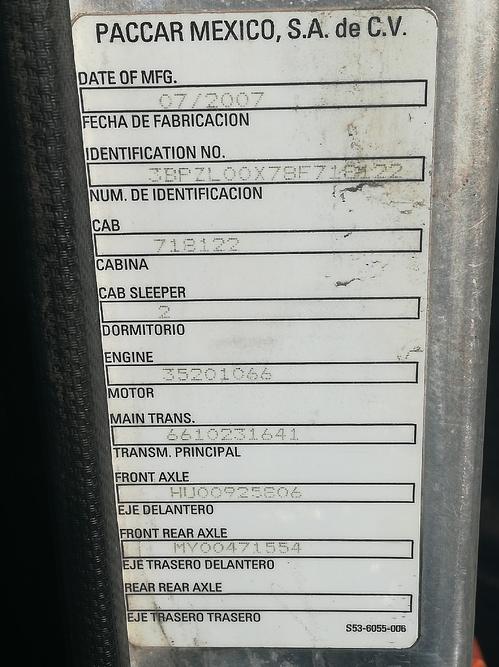 PACCAR MEXICO, S.A. de C.V.
DATE OF MFG.
07/2007
FECHA DE FABRICACION
IDENTIFICATION NO.
3BPZL00X78F718122
NUM. DE IDENTIFICACION
CAB
718122
CABINA
CAB SLEEPER
2
DORMITORIO
ENGINE
35201066
MOTOR
MAIN TRANS.
6610231641
TRANSM. PRINCIPAL
FRONT AXLE
HU00925806
EJE DELANTERO
FRONT REAR AXLE
MY00471554
EJE TRASERO DELANTERO
REAR REAR AXLE
EJE TRASERO TRASERO
S53-6055-006